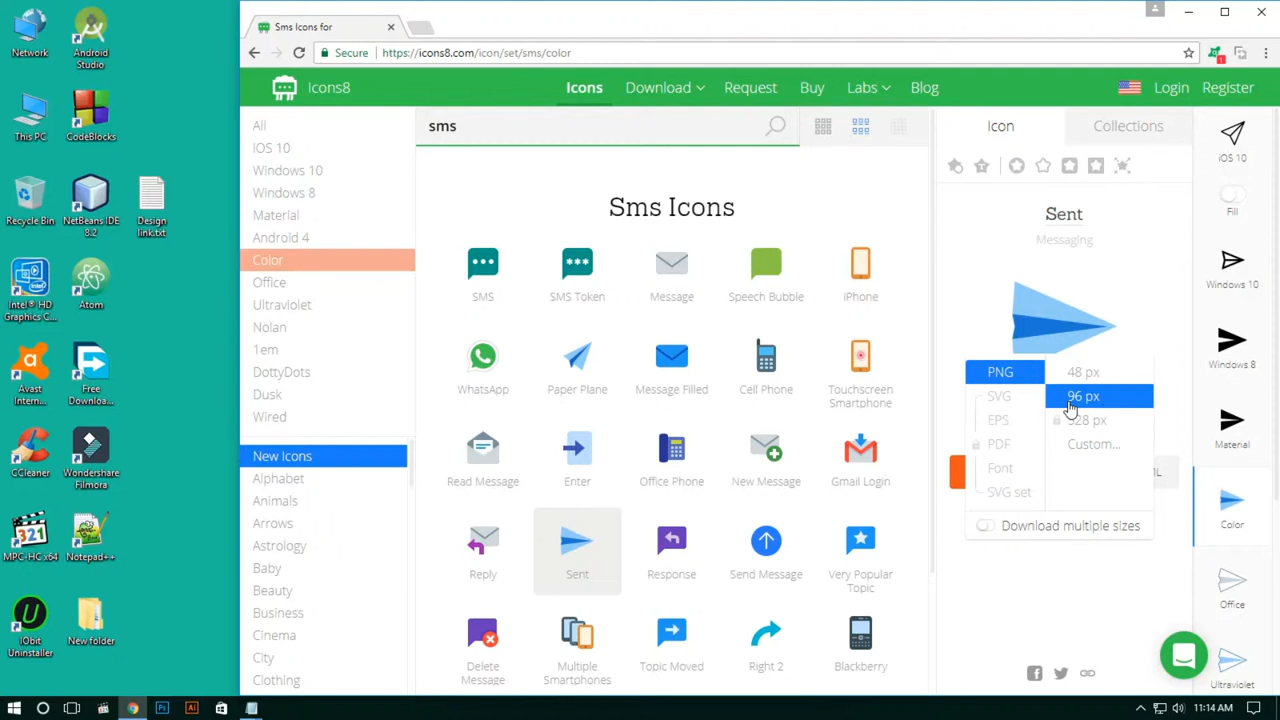 Network
Android
Studio
This PC
CodeBlocks
Recycle Bin
NetBeans IDE
8.2
Design
link.txt
Intel® HD
Graphics C...
Atom
Avast
Intern...
Free
Downloa...
CCleaner
Wondershare
Filmora
MPC-HC x64
Notepad++
IObit
Uninstaller
New folder
Sms Icons for
Secure
https://icons8.com/icon/set/sms/color
1
Icons8
Icons
Download
Request
Buy
Labs
Blog
Login
Register
All
iOS 10
Windows 10
Windows 8
Material
Android 4
Color
Office
Ultraviolet
Nolan
1em
DottyDots
Dusk
Wired
New Icons
Alphabet
Animals
Arrows
Astrology
Baby
Beauty
Business
Cinema
City
Clothing
sms
Sms Icons
SMS
SMS Token
Message
Speech Bubble
iPhone
WhatsApp
Paper Plane
Message Filled
Cell Phone
Touchscreen
Smartphone
Read Message
Enter
Office Phone
New Message
Gmail Login
Reply
Sent
Response
Send Message
Very Popular
Topic
Delete
Message
Multiple
Smartphones
Topic Moved
Right 2
Blackberry
Icon
Collections
Sent
Messaging
PNG
SVG
EPS
PDF
Font
SVG set
48 px
96 px
328 px
Custom...
Download multiple sizes
iOS 10
Fill
Windows 10
Windows 8
Material
Color
Office
Ultraviolet
321
Ps
Ai
11:14 AM